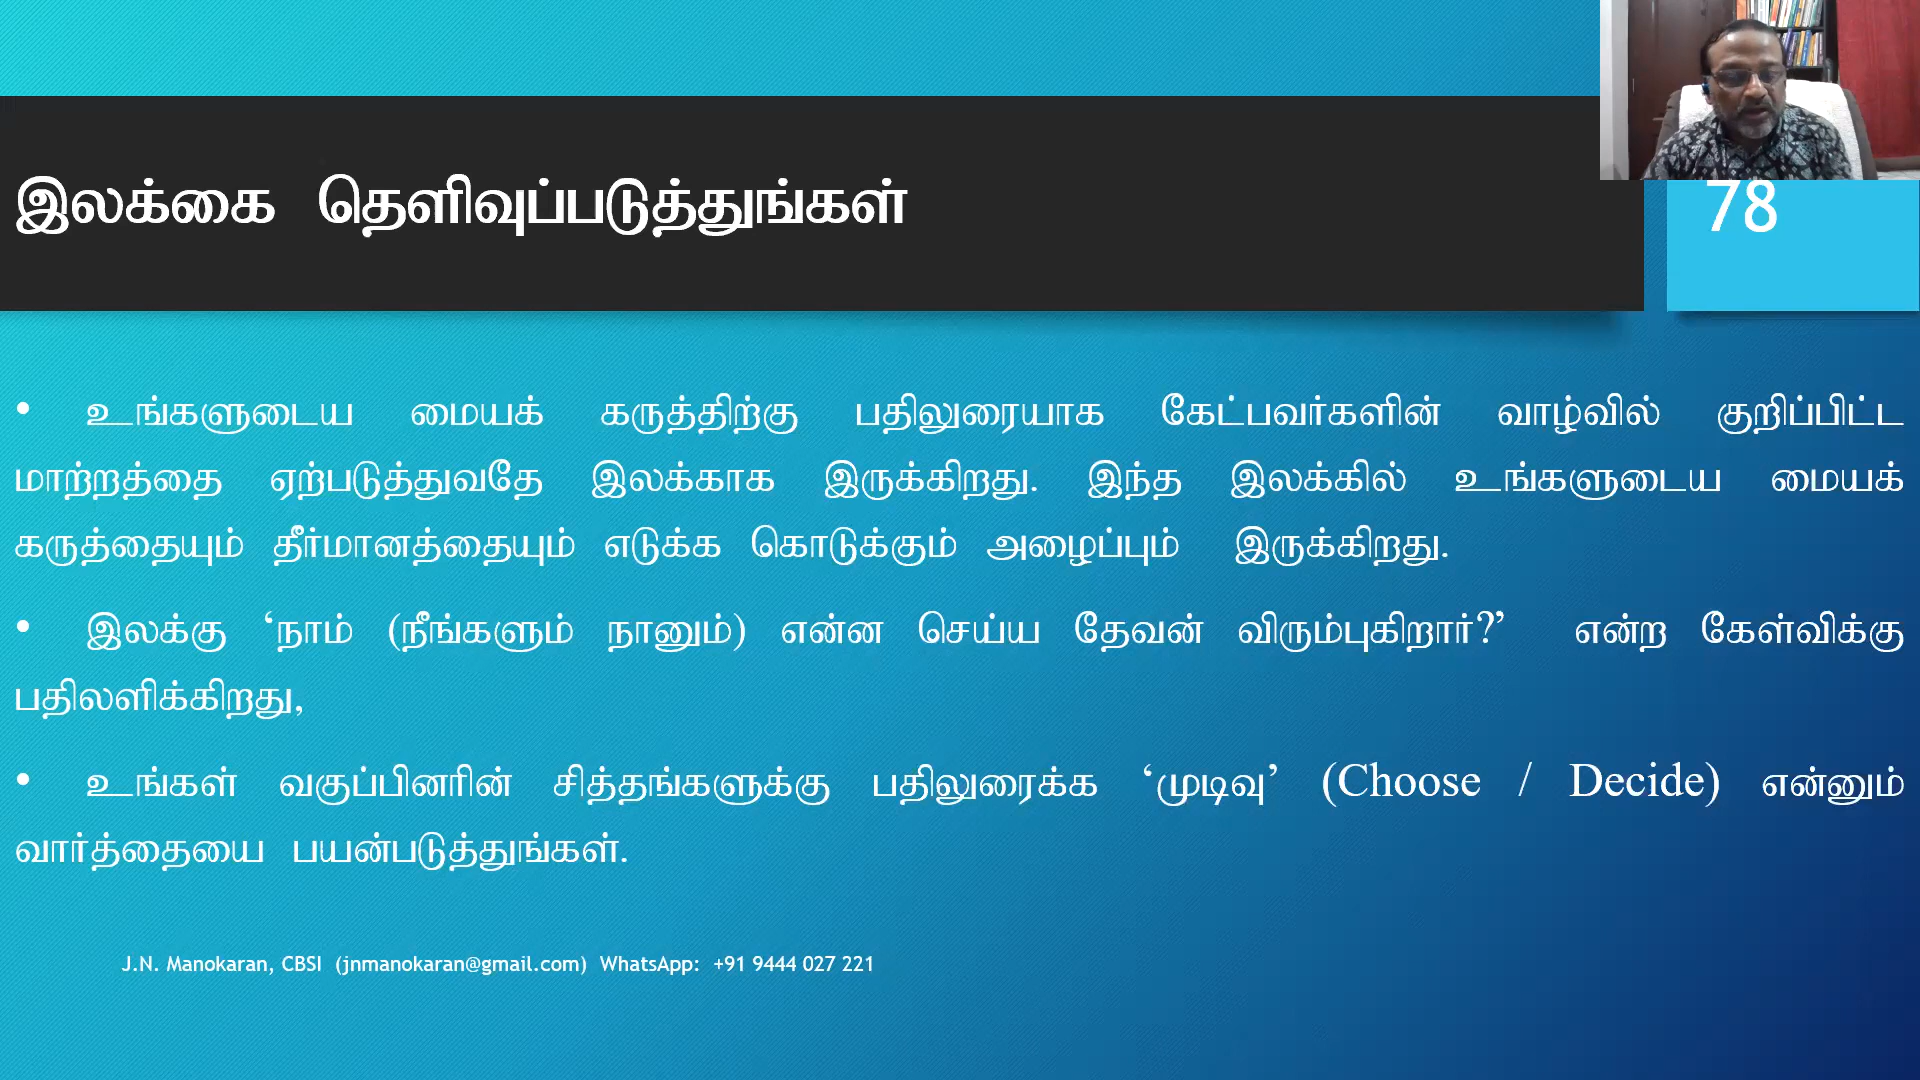 இலக்கை தெளிவுப்படுத்துங்கள்
78
• உங்களுடைய மையக் கருத்திற்கு பதிலுரையாக கேட்பவர்களின் வாழ்வில் குறிப்பிட்ட
மாற்றத்தை ஏற்படுத்துவதே இலக்காக இருக்கிறது. இந்த இலக்கில் உங்களுடைய மையக்
கருத்தையும் தீர்மானத்தையும் எடுக்க கொடுக்கும் அழைப்பும் இருக்கிறது.
• இலக்கு ‘நாம் (நீங்களும் நானும்) என்ன செய்ய தேவன் விரும்புகிறார்?’ என்ற கேள்விக்கு
பதிலளிக்கிறது,
• உங்கள் வகுப்பினரின் சித்தங்களுக்கு பதிலுரைக்க ‘முடிவு’ (Choose / Decide) என்னும்
வார்த்தையை பயன்படுத்துங்கள்.
J.N. Manokaran, CBSI (jnmanokaran@gmail.com) WhatsApp: +91 9444 027 221